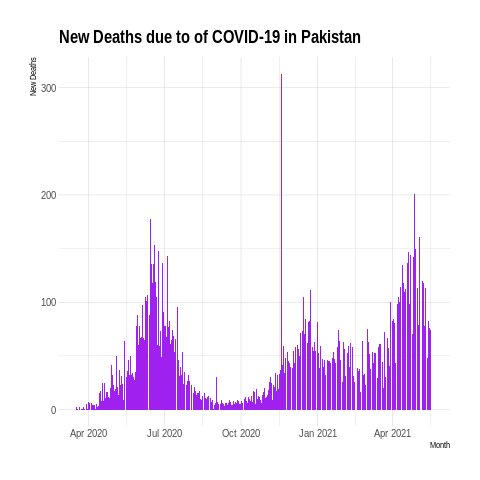 New Deaths due to of COVID-19 in Pakistan
New Deaths
300
200
100
0
Apr 2020 Jul 2020 Oct 2020 Jan 2021 Apr 2021
Month